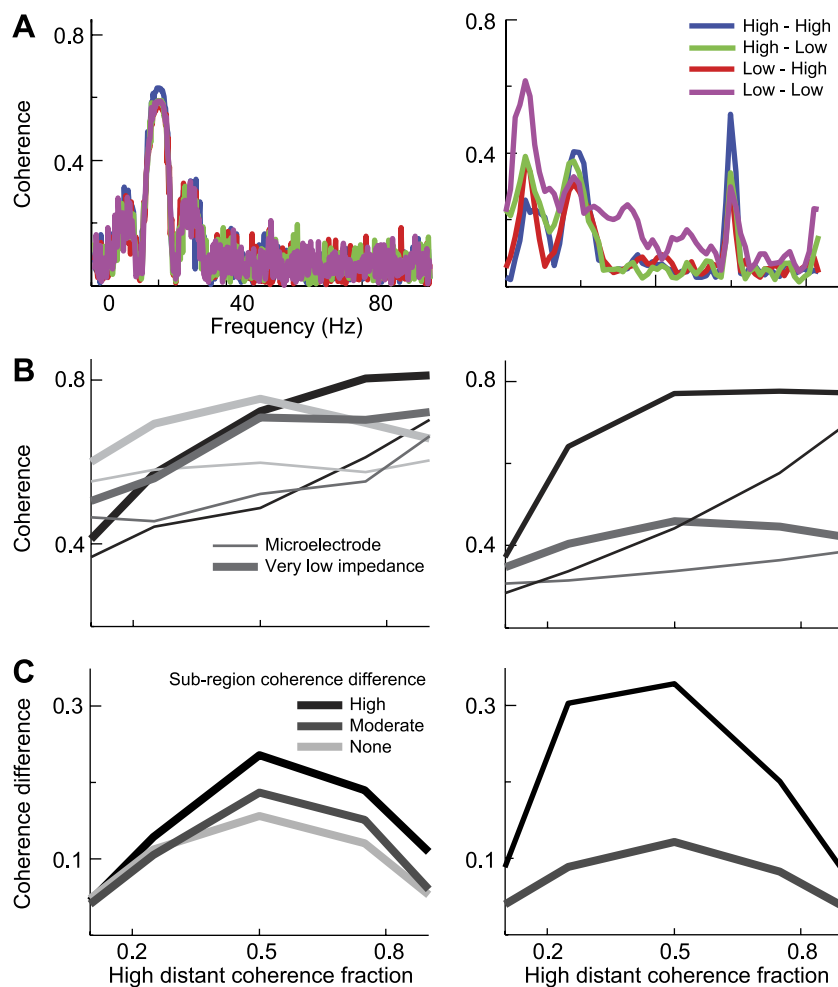 A
0.8
0.4
Coherence
0
40
80
Frequency (Hz)
0.8
0.4
High - High
High - Low
Low - High
Low - Low
B
0.8
0.4
Coherence
Microelectrode
Very low impedance
0.8
0.4
C
Sub-region coherence difference
High
Moderate
None
0.3
0.1
Coherence difference
0.2
0.5
0.8
High distant coherence fraction
0.3
0.1
0.2
0.5
0.8
High distant coherence fraction